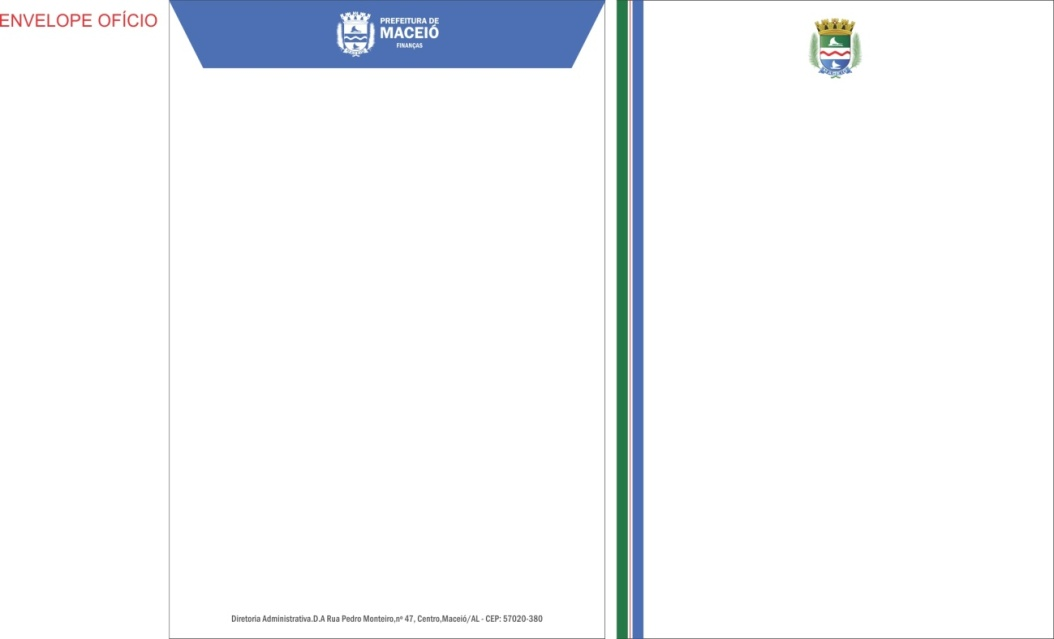 ENVELOPE OFÍCIO
PREFEITURA DE
MACEIÓ
FINANÇAS
MACEIÓ
Diretoria Administrativa.D.A Rua Pedro Monteiro,nº 47, Centro,Maceió/AL - CEP: 57020-380